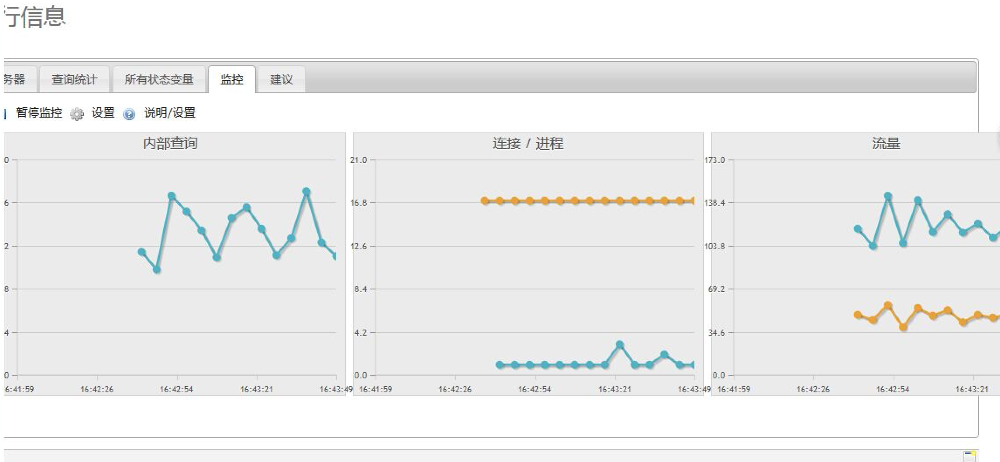 行信息
务器 查询统计 所有状态变量 监控 建议
暂停监控 设置 说明/设置
内部查询 连接 / 进程 流量
0 21.0 173.0
6 16.8 138.4
2 12.6 103.8
8 8.4 69.2
4 4.2 34.6
0 0.0 0.0
6:41:59 16:42:26 16:42:54 16:43:21 16:43:49 16:41:59 16:42:26 16:42:54 16:43:21 16:43:49 16:41:59 16:42:26 16:42:54 16:43:21